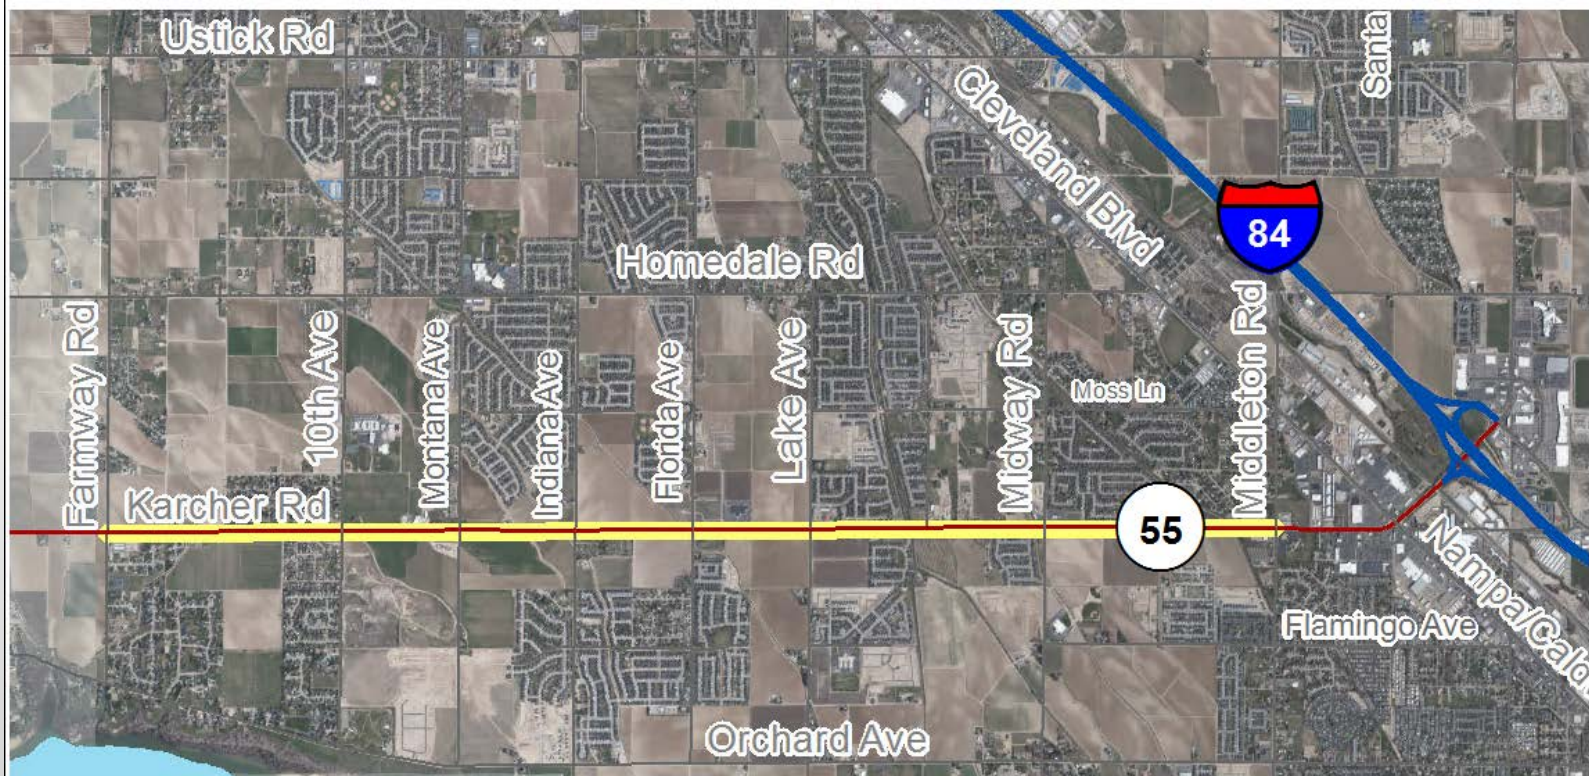 Ustick Rd
Santa
Cleveland Blvd
84
Homedale Rd
Farmway Rd
10th Ave
Montana Ave
Indiana Ave
Florida Ave
Lake Ave
Midway Rd
Moss Ln
Middleton Rd
Karcher Rd
55
Nampa/Cald
Flamingo Ave
Orchard Ave